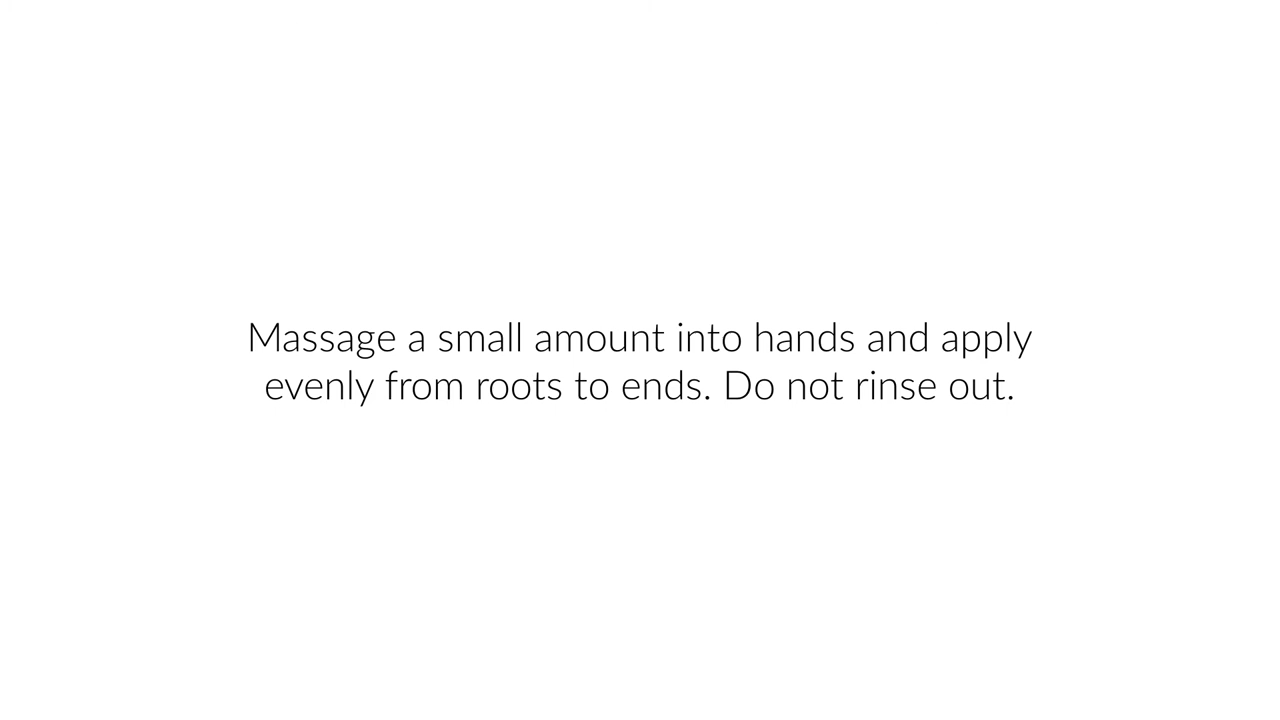 Massage a small amount into hands and apply
evenly from roots to ends. Do not rinse out.